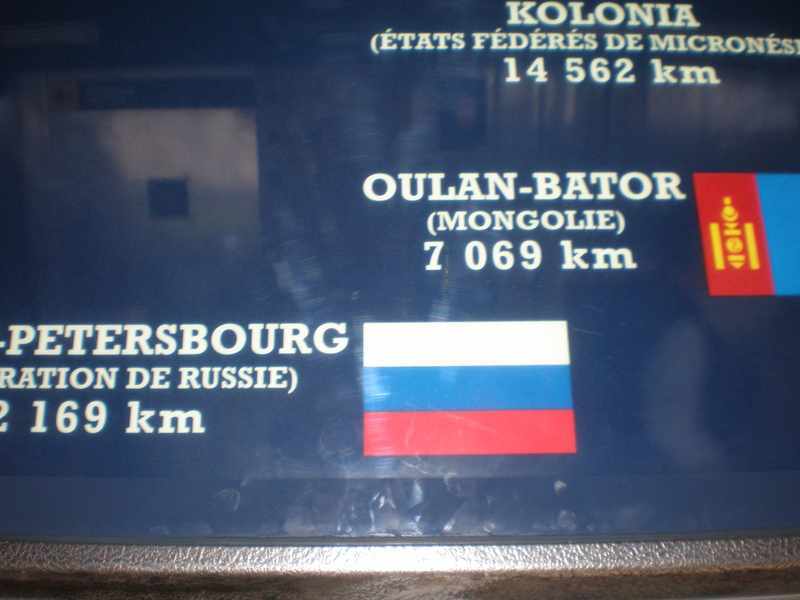 KOLONIA
(ÉTATS FÉDÉRÉS DE MICRONÉSI
14 562 km
OULAN-BATOR
(MONGOLIE)
7 069 km
-PETERSBOURG
RATION DE RUSSIE)
2 169 km